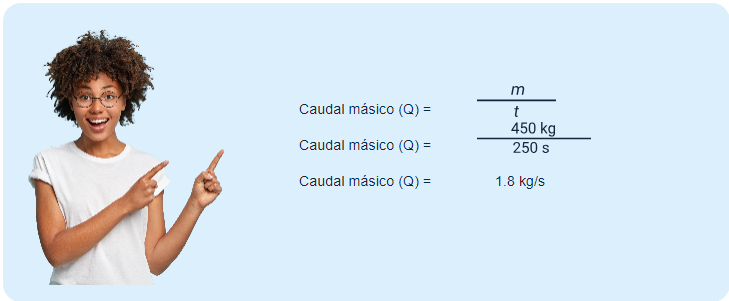 m
Caudal másico (Q) =
t
450 kg
Caudal másico (Q) =
250 s
Caudal másico (Q) = 1.8 kg/s